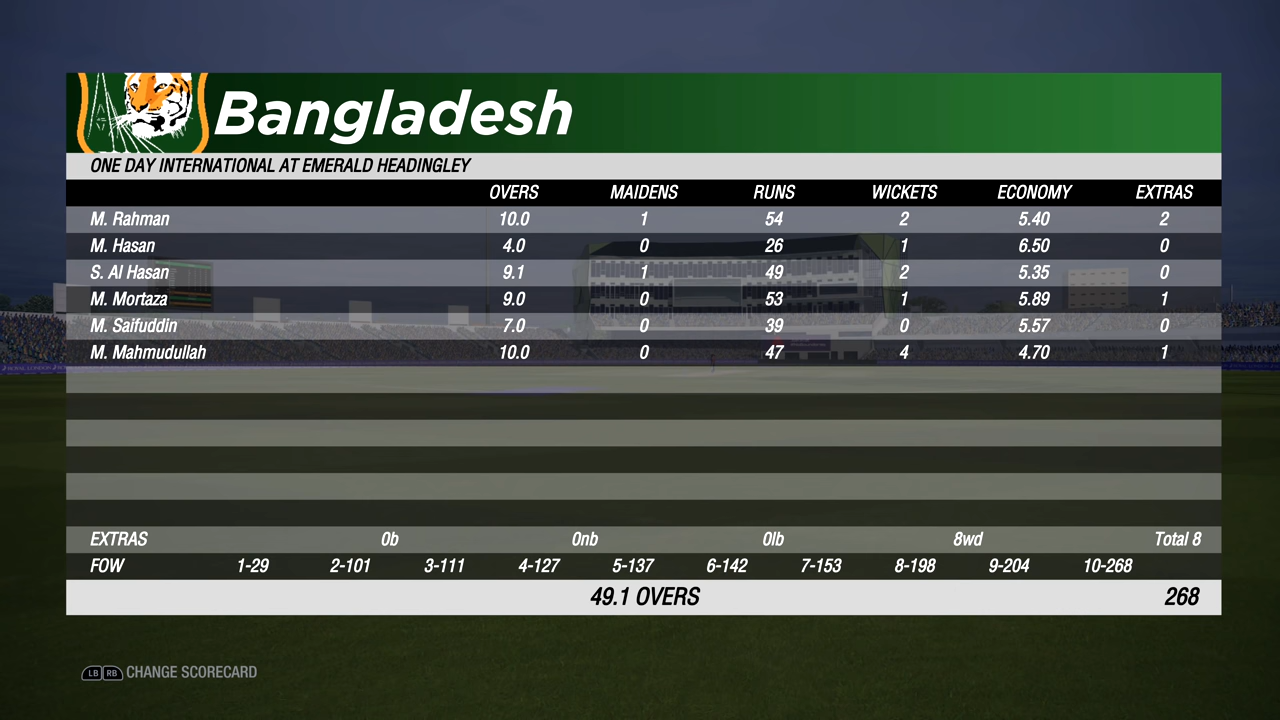 Bangladesh
ONE DAY INTERNATIONAL AT EMERALD HEADINGLEY
OVERS MAIDENS RUNS WICKETS ECONOMY EXTRAS
M. Rahman 10.0 1 54 2 5.40 2
M. Hasan 4.0 0 26 1 6.50 0
S. Al Hasan 9.1 1 49 2 5.35 0
M. Mortaza 9.0 0 53 1 5.89 1
M. Saifuddin 7.0 0 39 0 5.57 0
M. Mahmudullah 10.0 0 47 4 4.70 1
EXTRAS 0b 0nb 0lb 8wd Total 8
FOW 1-29 2-101 3-111 4-127 5-137 6-142 7-153 8-198 9-204 10-268
49.1 OVERS 268
LB RB CHANGE SCORECARD